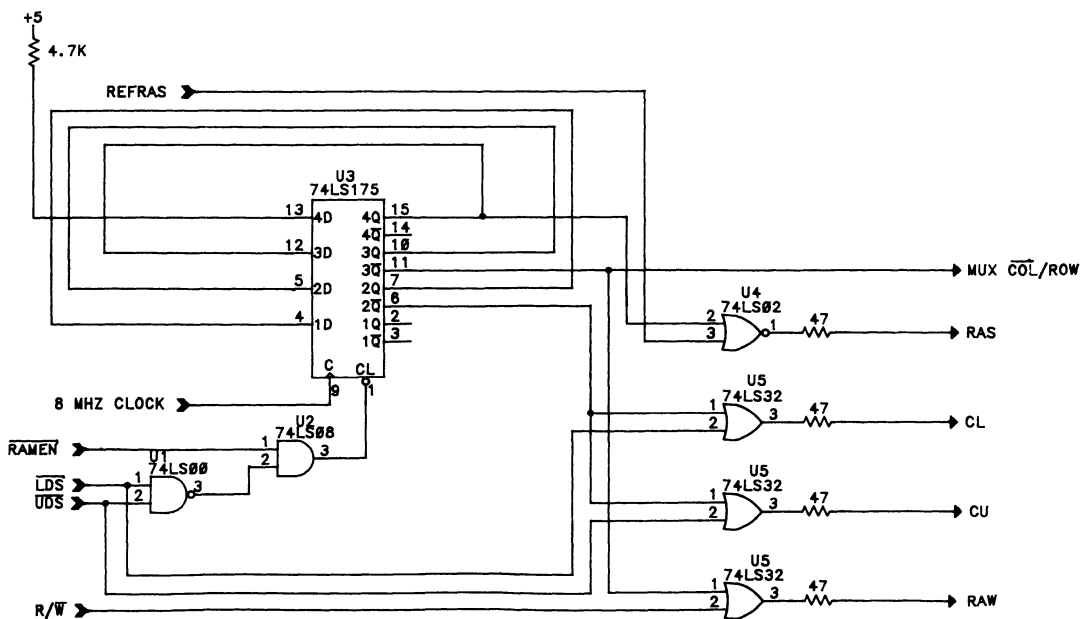 +5
4.7K
REFRAS
U3
74LS175
13 4D 4Q 15
4Q̅ 14
12 3D 3Q 10
3Q̅ 11
5 2D 2Q 7
2Q̅ 6
4 1D 1Q 2
1Q̅ 3
C CL
9 1
MUX C̅O̅L̅/ROW
U4
74LS02
2
3
1
47
RAS
8 MHZ CLOCK
U2
74LS08
1
2
3
R̅A̅M̅E̅N̅
U1
74LS00
L̅D̅S̅ 1
U̅D̅S̅ 2
3
U5
74LS32
1
2
3
47
CL
U5
74LS32
1
2
3
47
CU
U5
74LS32
1
2
3
47
RAW
R/W̅